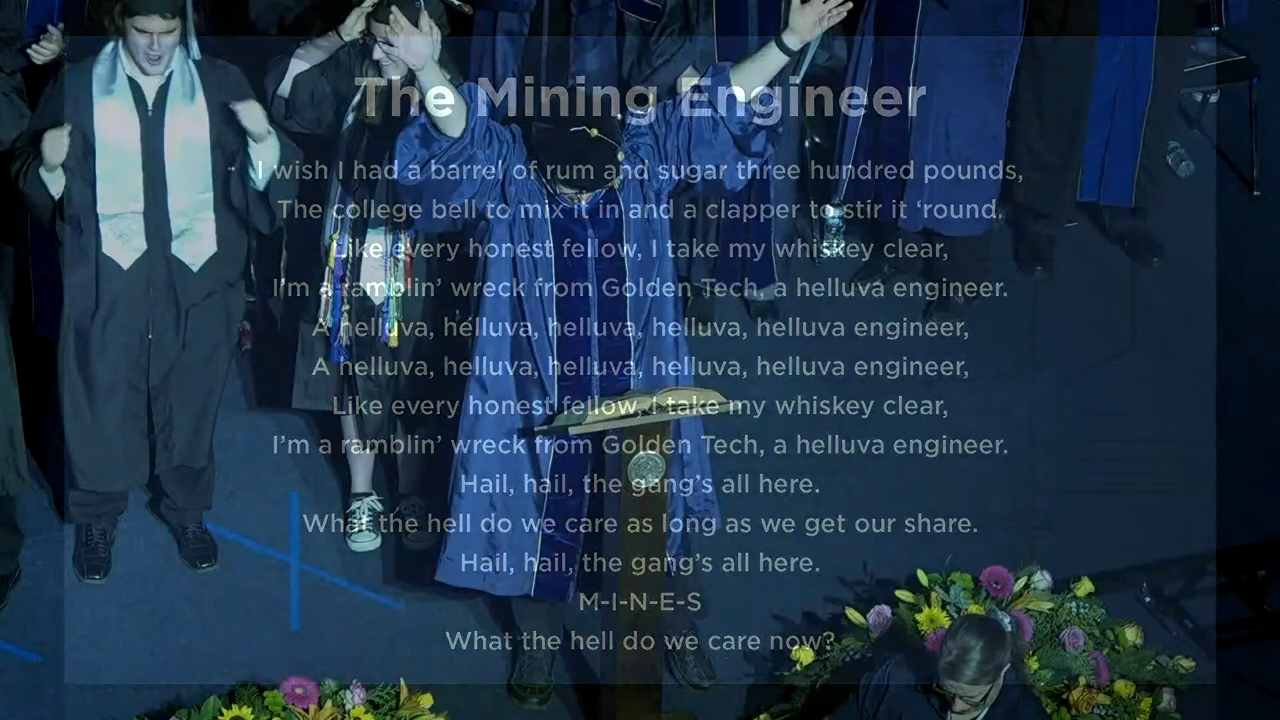 The Mining Engineer
I wish I had a barrel of rum and sugar three hundred pounds,
The college bell to mix it in and a clapper to stir it ‘round.
Like every honest fellow, I take my whiskey clear,
I’m a ramblin’ wreck from Golden Tech, a helluva engineer.
A helluva, helluva, helluva, helluva, helluva engineer,
A helluva, helluva, helluva, helluva, helluva engineer,
Like every honest fellow, I take my whiskey clear,
I’m a ramblin’ wreck from Golden Tech, a helluva engineer.
Hail, hail, the gang’s all here.
What the hell do we care as long as we get our share.
Hail, hail, the gang’s all here.
M-I-N-E-S
What the hell do we care now?